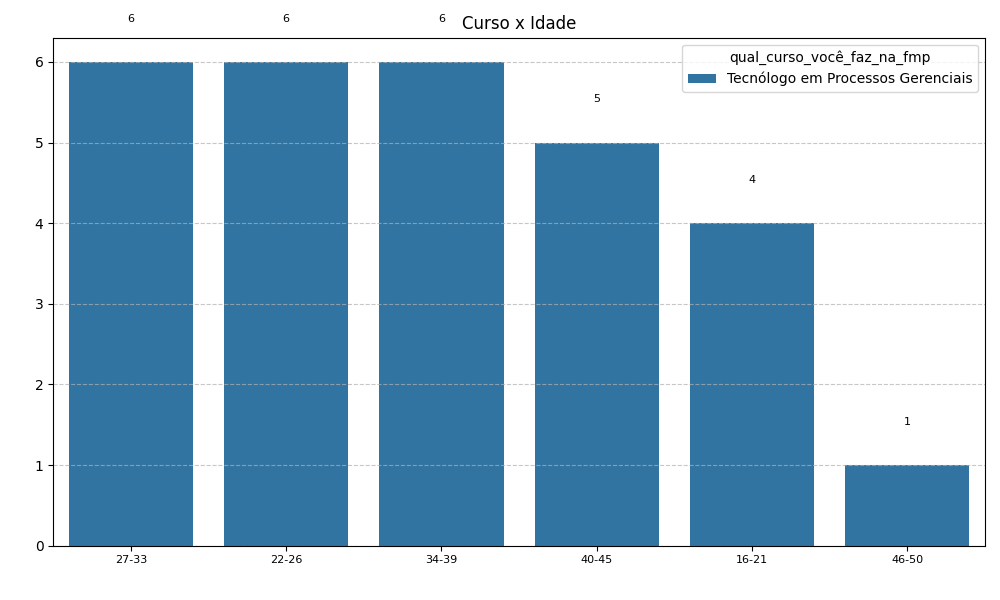 6 6 6
Curso x Idade
qual_curso_você_faz_na_fmp
Tecnólogo em Processos Gerenciais
5
4
1
6
5
4
3
2
1
0
27-33 22-26 34-39 40-45 16-21 46-50